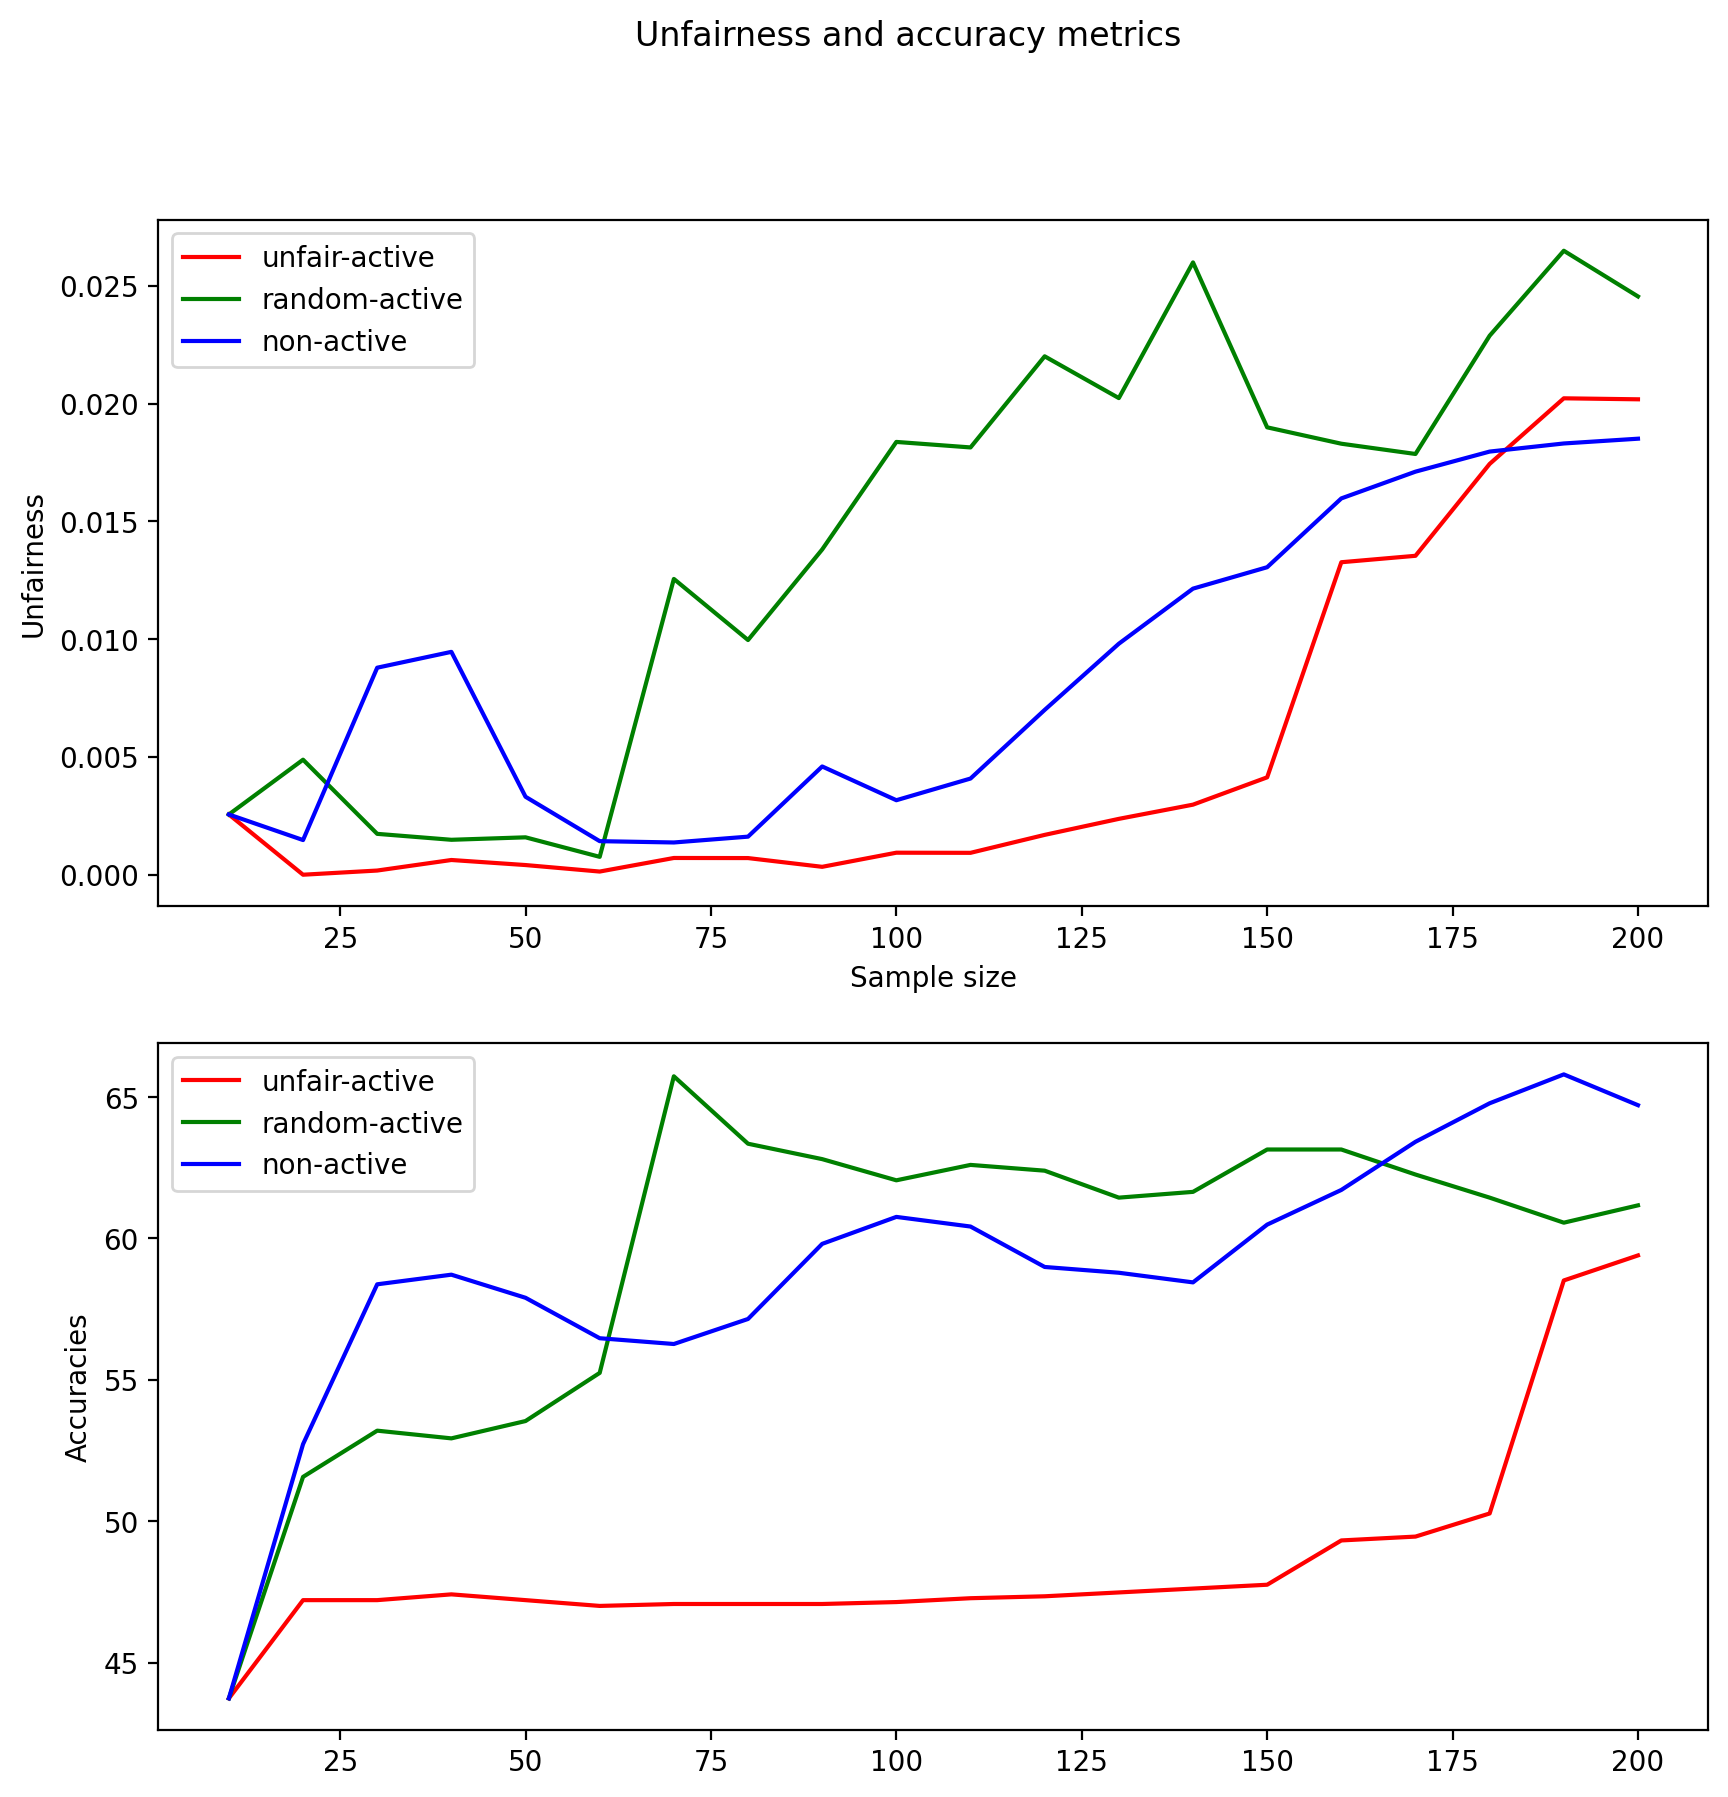 Unfairness and accuracy metrics
unfair-active
random-active
non-active
0.025
0.020
0.015
0.010
0.005
0.000
Unfairness
25 50 75 100 125 150 175 200
Sample size
unfair-active
random-active
non-active
65
60
55
50
45
Accuracies
25 50 75 100 125 150 175 200